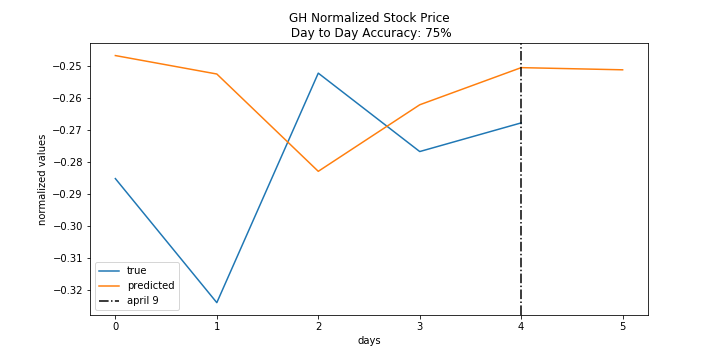 GH Normalized Stock Price
Day to Day Accuracy: 75%
normalized values
−0.25
−0.26
−0.27
−0.28
−0.29
−0.30
−0.31
−0.32
true
predicted
april 9
0 1 2 3 4 5
days